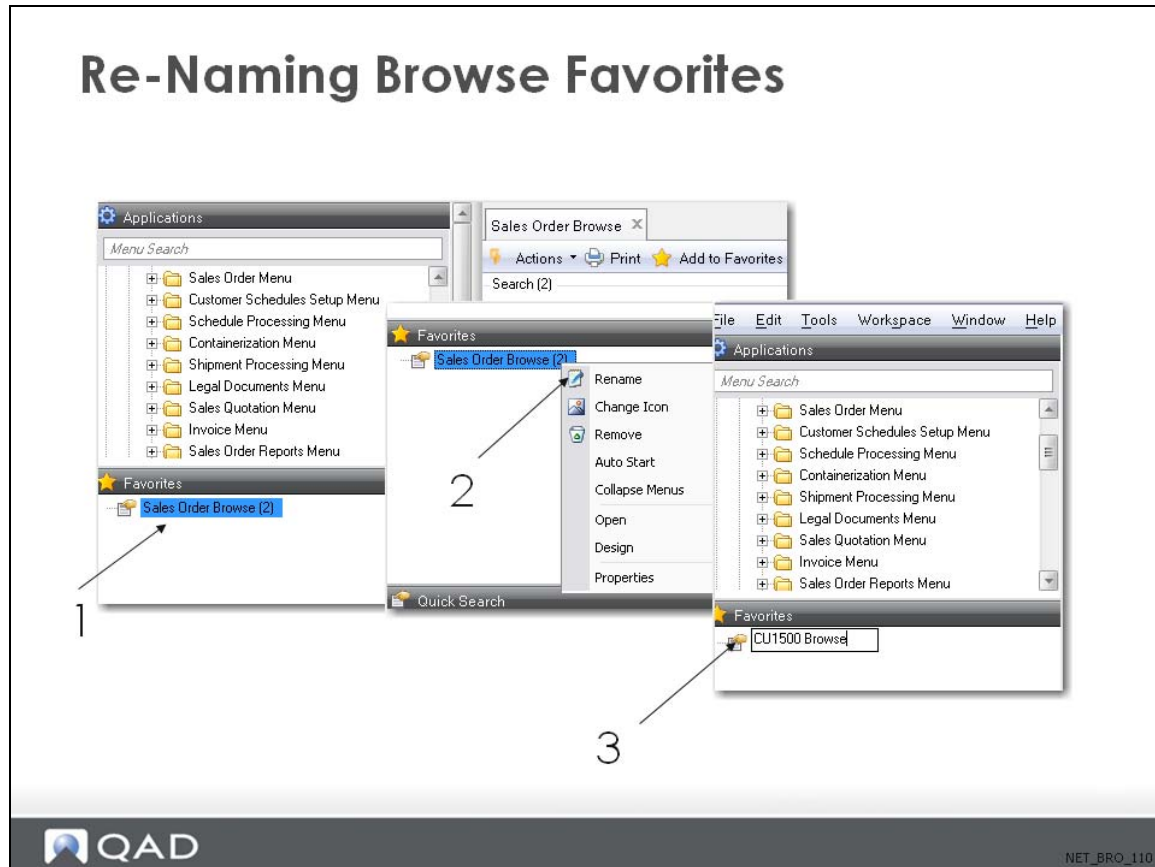 Re-Naming Browse Favorites
Applications
Menu Search
Sales Order Menu
Customer Schedules Setup Menu
Schedule Processing Menu
Containerization Menu
Shipment Processing Menu
Legal Documents Menu
Sales Quotation Menu
Invoice Menu
Sales Order Reports Menu
Favorites
Sales Order Browse (2)
1
Sales Order Browse
Actions Print Add to Favorites
Search (2)
Favorites
Sales Order Browse (2)
Rename
Change Icon
Remove
Auto Start
Collapse Menus
Open
Design
Properties
Quick Search
2
File Edit Tools Workspace Window Help
Applications
Menu Search
Sales Order Menu
Customer Schedules Setup Menu
Schedule Processing Menu
Containerization Menu
Shipment Processing Menu
Legal Documents Menu
Sales Quotation Menu
Invoice Menu
Sales Order Reports Menu
Favorites
CU1500 Browse
3
QAD
NET_BRO_110